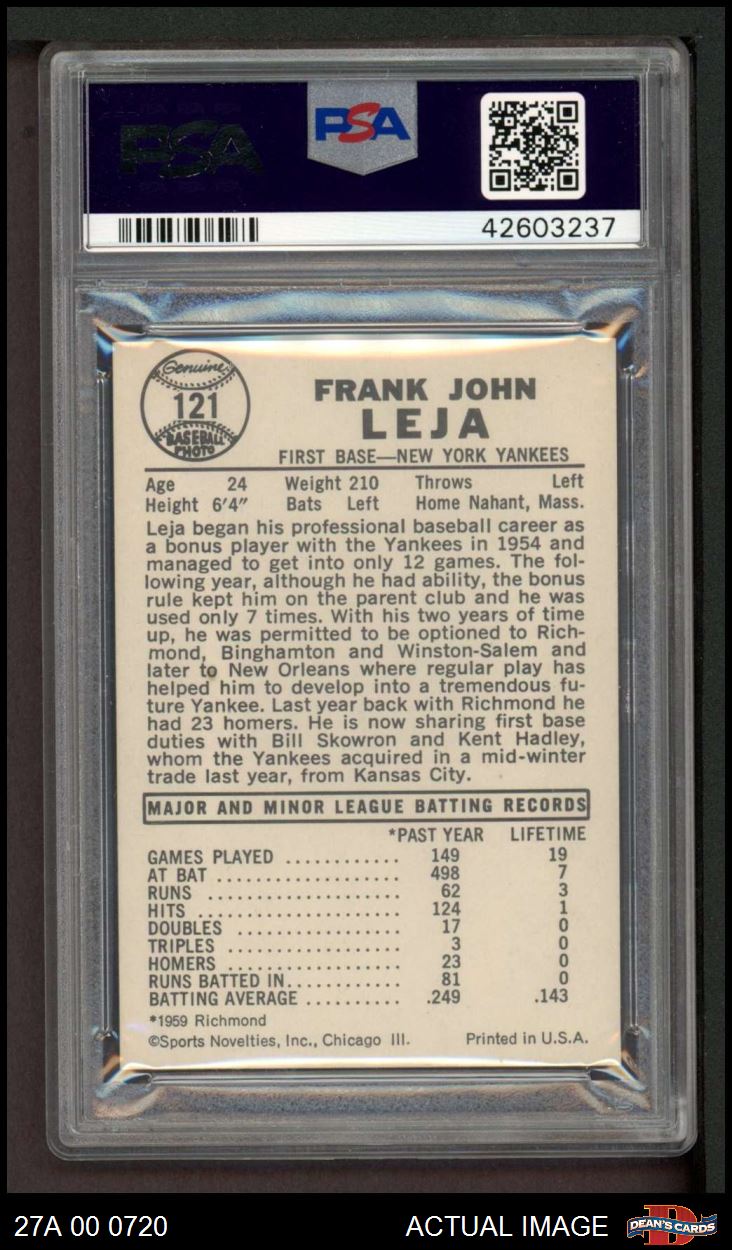 PSA
PSA
42603237
Genuine
121
BASEBALL
PHOTO
FRANK JOHN
LEJA
FIRST BASE—NEW YORK YANKEES
Age 24 Weight 210 Throws Left
Height 6'4" Bats Left Home Nahant, Mass.
Leja began his professional baseball career as
a bonus player with the Yankees in 1954 and
managed to get into only 12 games. The fol-
lowing year, although he had ability, the bonus
rule kept him on the parent club and he was
used only 7 times. With his two years of time
up, he was permitted to be optioned to Rich-
mond, Binghamton and Winston-Salem and
later to New Orleans where regular play has
helped him to develop into a tremendous fu-
ture Yankee. Last year back with Richmond he
had 23 homers. He is now sharing first base
duties with Bill Skowron and Kent Hadley,
whom the Yankees acquired in a mid-winter
trade last year, from Kansas City.
MAJOR AND MINOR LEAGUE BATTING RECORDS
*PAST YEAR LIFETIME
GAMES PLAYED ............ 149 19
AT BAT .................... 498 7
RUNS ..................... 62 3
HITS ...................... 124 1
DOUBLES .................. 17 0
TRIPLES .................. 3 0
HOMERS .................. 23 0
RUNS BATTED IN............ 81 0
BATTING AVERAGE .......... .249 .143
*1959 Richmond
©Sports Novelties, Inc., Chicago Ill. Printed in U.S.A.
27A 00 0720 ACTUAL IMAGE DEAN'S CARDS